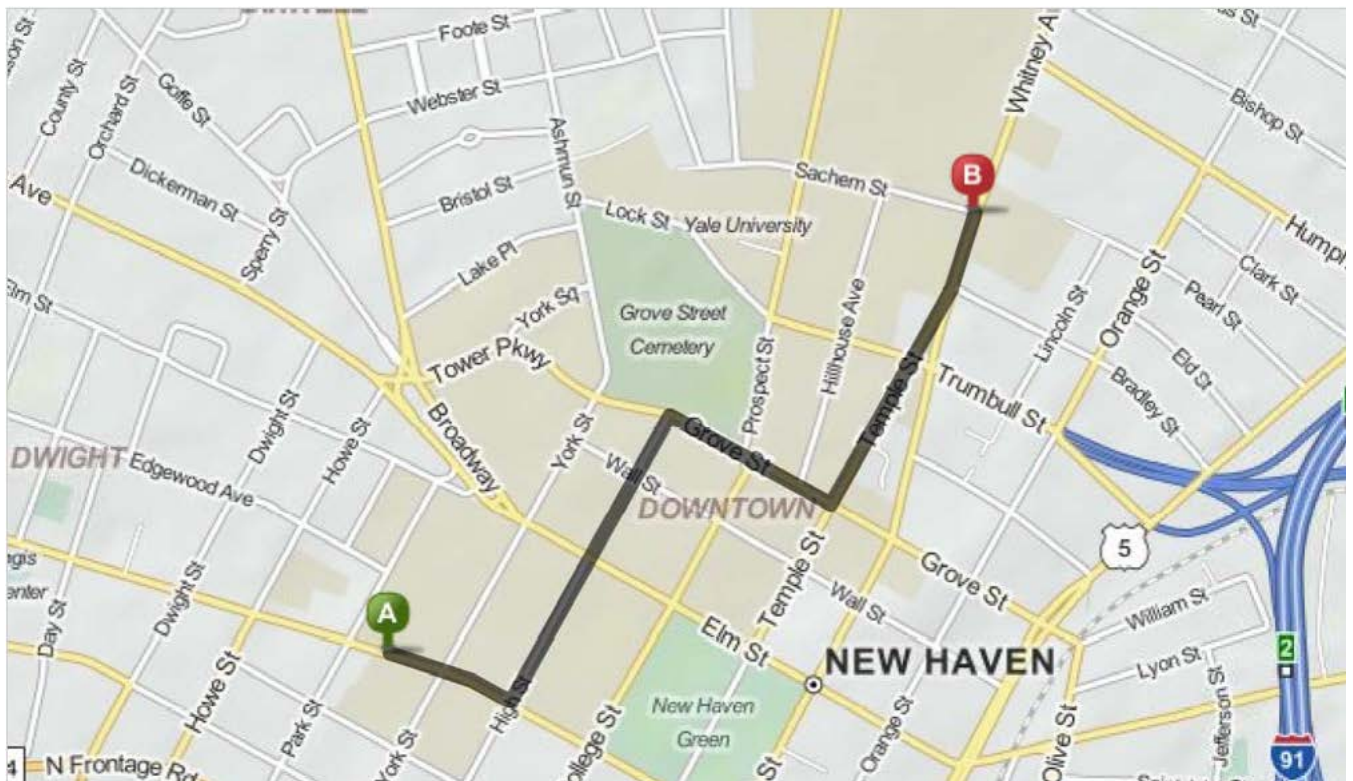 Foote St
Whitney A
County St
Orchard St
Goffe St
Webster St
Bishop St
Ashmun St
Ave
Dickerman St
Bristol St
Sachem St
B
Sperry St
Lock St
Yale University
Humph
Elm St
Lake Pl
Clark St
York Sq
Grove Street
Cemetery
Hillhouse Ave
Lincoln St
Orange St
Pearl St
Tower Pkwy
Prospect St
Temple St
Eld St
Trumbull St
Bradley St
Broadway
Dwight St
Howe St
York St
Grove St
DWIGHT
Edgewood Ave
Wall St
DOWNTOWN
5
ngis
enter
Day St
Dwight St
A
Temple St
Wall St
Grove St
William St
Elm St
NEW HAVEN
Lyon St
2
Howe St
Park St
York St
High St
College St
New Haven
Green
St
Orange St
Olive St
Jefferson St
4
N Frontage Rd
91